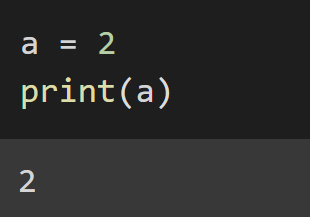 a = 2
print(a)
2